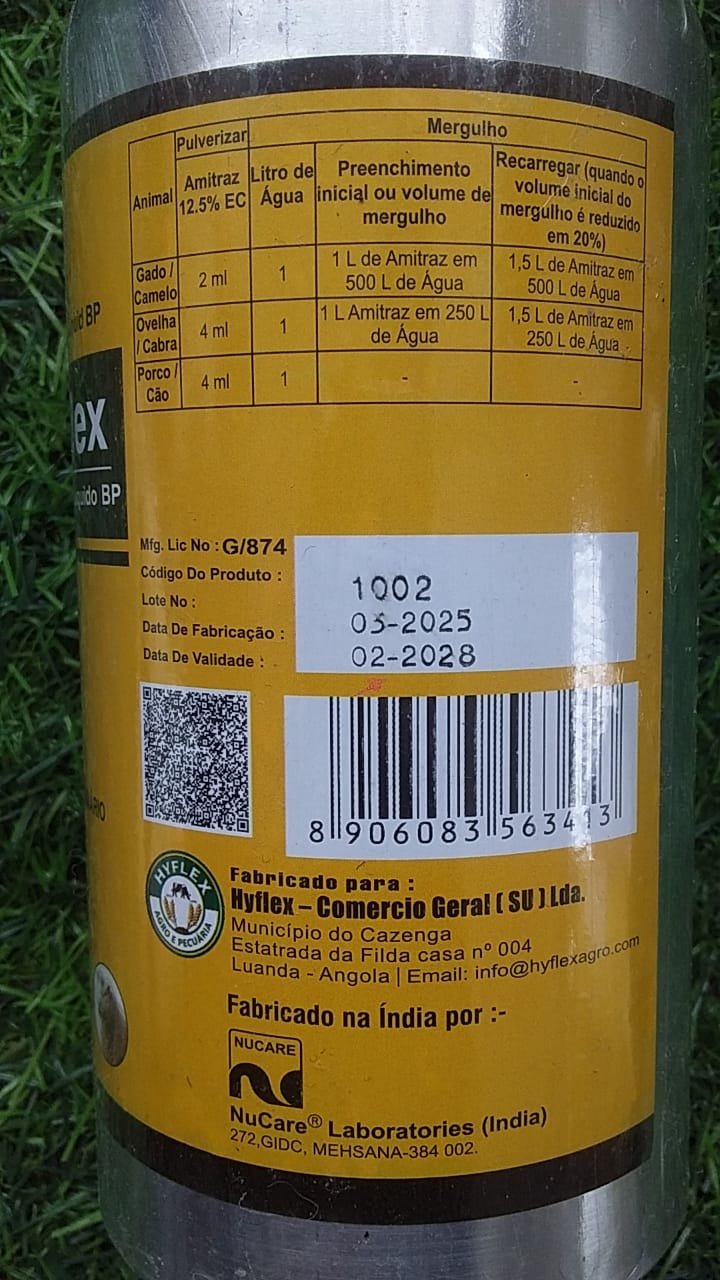 Pulverizar Mergulho
Animal Amitraz 12.5% EC Litro de Água Preenchimento inicial ou volume de mergulho Recarregar (quando o volume inicial do mergulho é reduzido em 20%)
Gado / Camelo 2 ml 1 1 L de Amitraz em 500 L de Água 1,5 L de Amitraz em 500 L de Água
Ovelha / Cabra 4 ml 1 1 L Amitraz em 250 L de Água 1,5 L de Amitraz em 250 L de Água
Porco / Cão 4 ml 1 - -
BP
ex
quido BP
Mfg. Lic No : G/874
Código Do Produto :
Lote No : 1002
Data De Fabricação : 03-2025
Data De Validade : 02-2028
8 906083 563413
HYFLEX
AGRO E PECUÁRIA
Fabricado para :
Hyflex – Comercio Geral ( SU ) Lda.
Município do Cazenga
Estatrada da Filda casa nº 004
Luanda - Angola | Email: info@hyflexagro.com
Fabricado na Índia por :-
NUCARE
NuCare® Laboratories (India)
272,GIDC, MEHSANA-384 002.